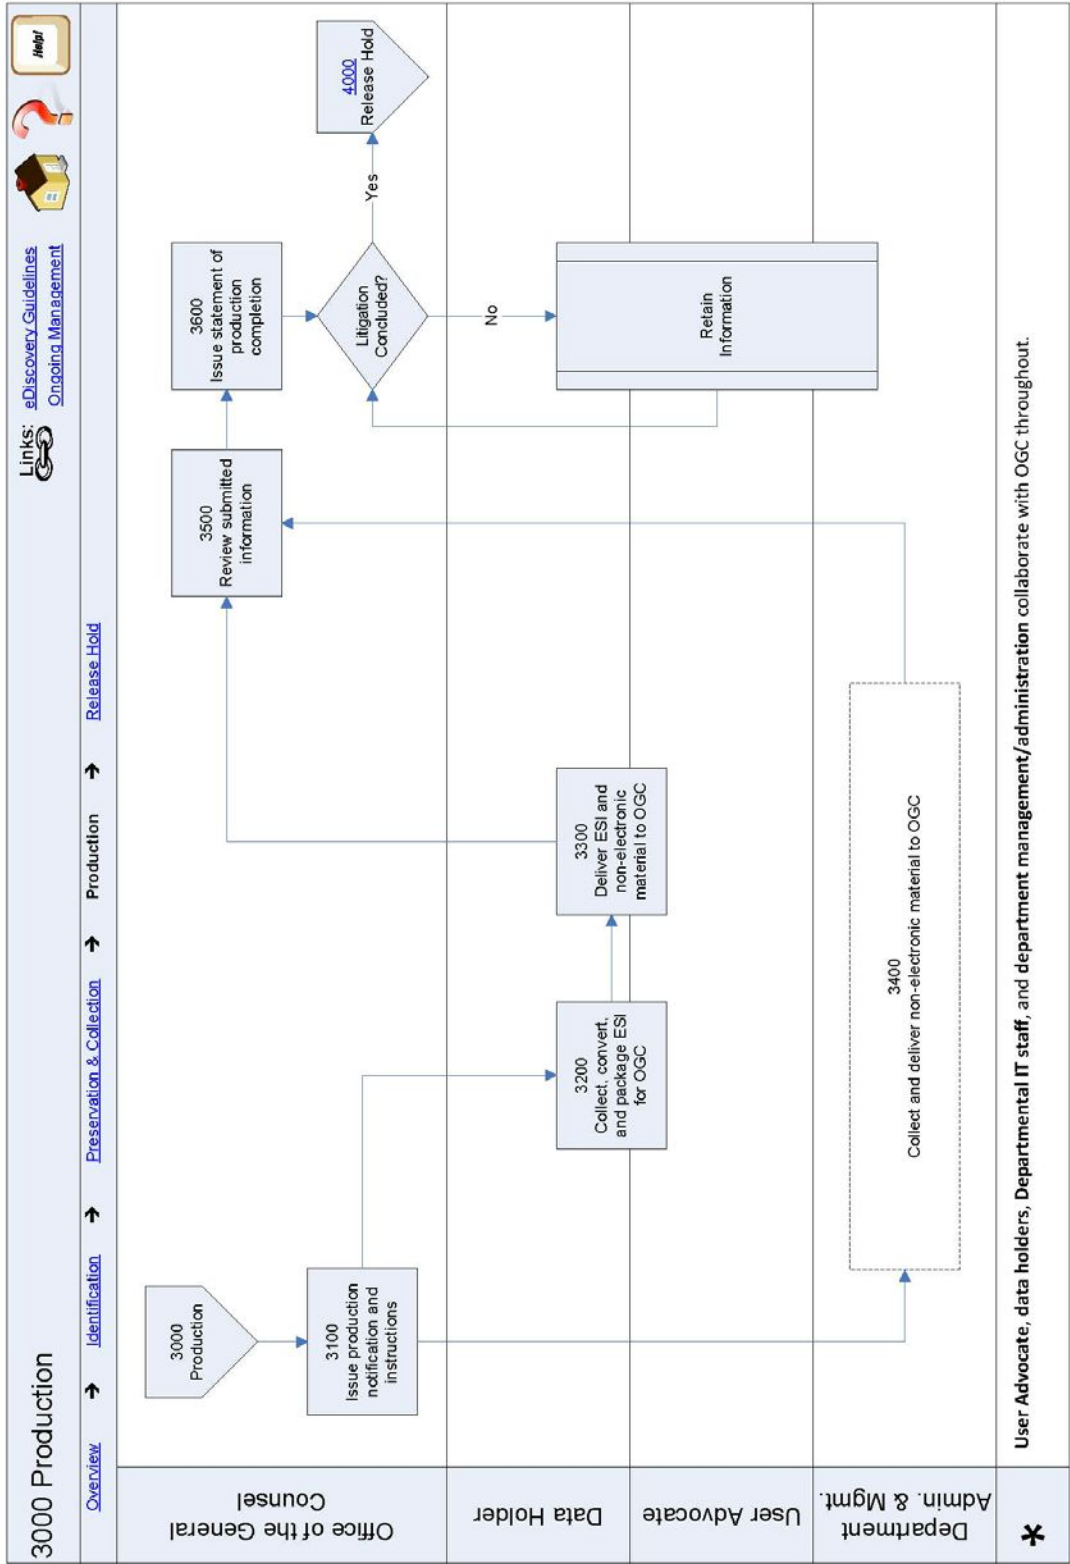 3000 Production
Links:
eDiscovery Guidelines
Ongoing Management
Help!
Overview → Identification → Preservation & Collection → Production → Release Hold
Office of the General
Counsel
3000
Production
3100
Issue production
notification and
instructions
3500
Review submitted
information
3600
Issue statement of
production
completion
Litigation
Concluded?
Yes
4000
Release Hold
No
Data Holder
User Advocate
3200
Collect, convert,
and package ESI
for OGC
3300
Deliver ESI and
non-electronic
material to OGC
Retain
Information
Department
Admin. & Mgmt.
3400
Collect and deliver non-electronic material to OGC
*
User Advocate, data holders, Departmental IT staff, and department management/administration collaborate with OGC throughout.